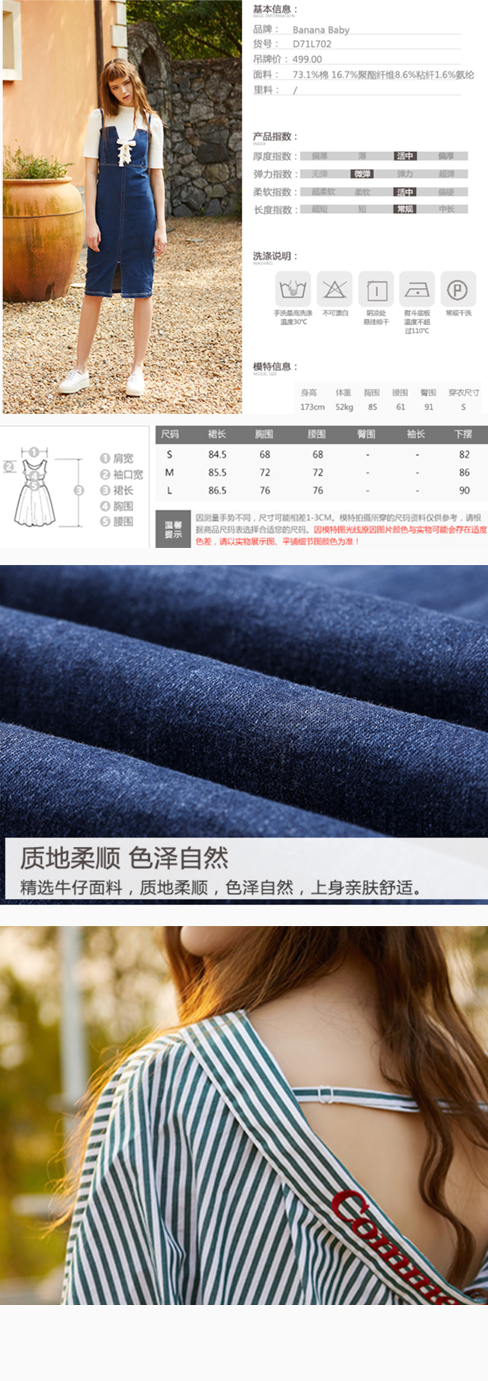 基本信息：
BASIC INFORMATION
品牌： Banana Baby
货号： D71L702
吊牌价： 499.00
面料： 73.1%棉 16.7%聚酯纤维8.6%粘纤1.6%氨纶
里料： /
产品指数：
INDEX
厚度指数： 偏薄 薄 适中 偏厚
弹力指数： 无弹 微弹 弹力 超弹
柔软指数： 超柔软 柔软 适中 偏硬
长度指数： 超短 短 常规 中长
洗涤说明：
WASHING
手洗最高洗涤 不可漂白 阴凉处 熨斗底板 常规干洗
温度30℃ 悬挂晾干 温度不超
过110℃
模特信息：
MODEL SIZE
身高 体重 胸围 腰围 臀围 穿衣尺寸
173cm 52kg 85 61 91 S
① 肩宽
② 袖口宽
③ 裙长
④ 胸围
⑤ 腰围
尺码 裙长 胸围 腰围 臀围 袖长 下摆
S 84.5 68 68 - - 82
M 85.5 72 72 - - 86
L 86.5 76 76 - - 90
温馨
提示
因测量手势不同，尺寸可能相差1-3CM。模特拍摄所穿的尺码资料仅供参考，请根
据商品尺码表选择合适您的尺码。因模特图光线原因图片颜色与实物可能会存在适度
色差，请以实物展示图、平铺细节图颜色为准！
质地柔顺 色泽自然
精选牛仔面料，质地柔顺，色泽自然，上身亲肤舒适。
Comme